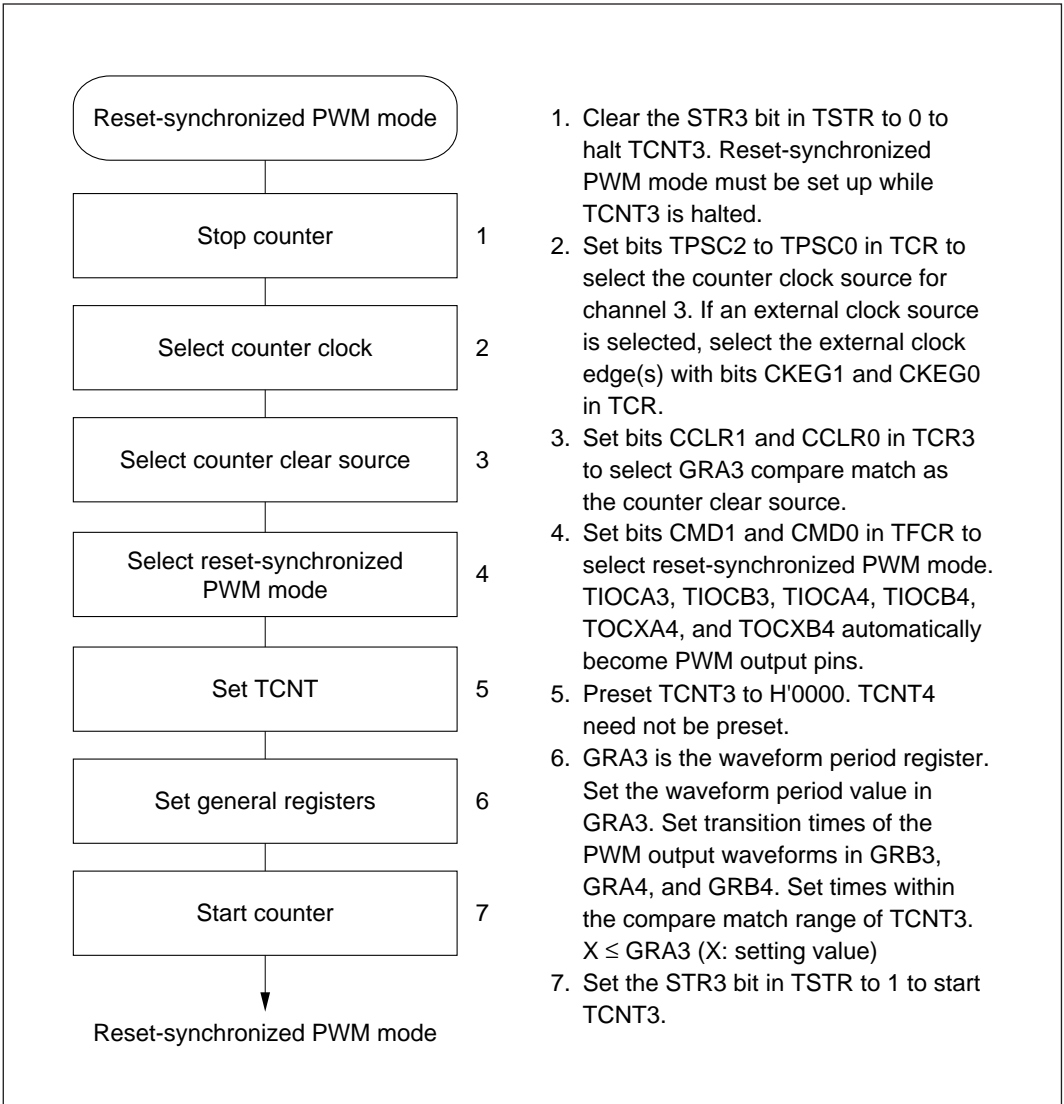 Reset-synchronized PWM mode
Stop counter
1
Select counter clock
2
Select counter clear source
3
Select reset-synchronized
PWM mode
4
Set TCNT
5
Set general registers
6
Start counter
7
Reset-synchronized PWM mode
1. Clear the STR3 bit in TSTR to 0 to
halt TCNT3. Reset-synchronized
PWM mode must be set up while
TCNT3 is halted.
2. Set bits TPSC2 to TPSC0 in TCR to
select the counter clock source for
channel 3. If an external clock source
is selected, select the external clock
edge(s) with bits CKEG1 and CKEG0
in TCR.
3. Set bits CCLR1 and CCLR0 in TCR3
to select GRA3 compare match as
the counter clear source.
4. Set bits CMD1 and CMD0 in TFCR to
select reset-synchronized PWM mode.
TIOCA3, TIOCB3, TIOCA4, TIOCB4,
TOCXA4, and TOCXB4 automatically
become PWM output pins.
5. Preset TCNT3 to H'0000. TCNT4
need not be preset.
6. GRA3 is the waveform period register.
Set the waveform period value in
GRA3. Set transition times of the
PWM output waveforms in GRB3,
GRA4, and GRB4. Set times within
the compare match range of TCNT3.
X ≤ GRA3 (X: setting value)
7. Set the STR3 bit in TSTR to 1 to start
TCNT3.